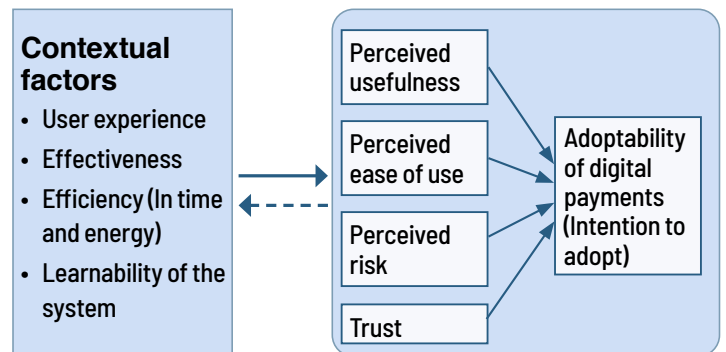 Contextual
factors
• User experience
• Effectiveness
• Efficiency (In time
and energy)
• Learnability of the
system
Perceived
usefulness
Perceived
ease of use
Perceived
risk
Trust
Adoptability
of digital
payments
(Intention to
adopt)